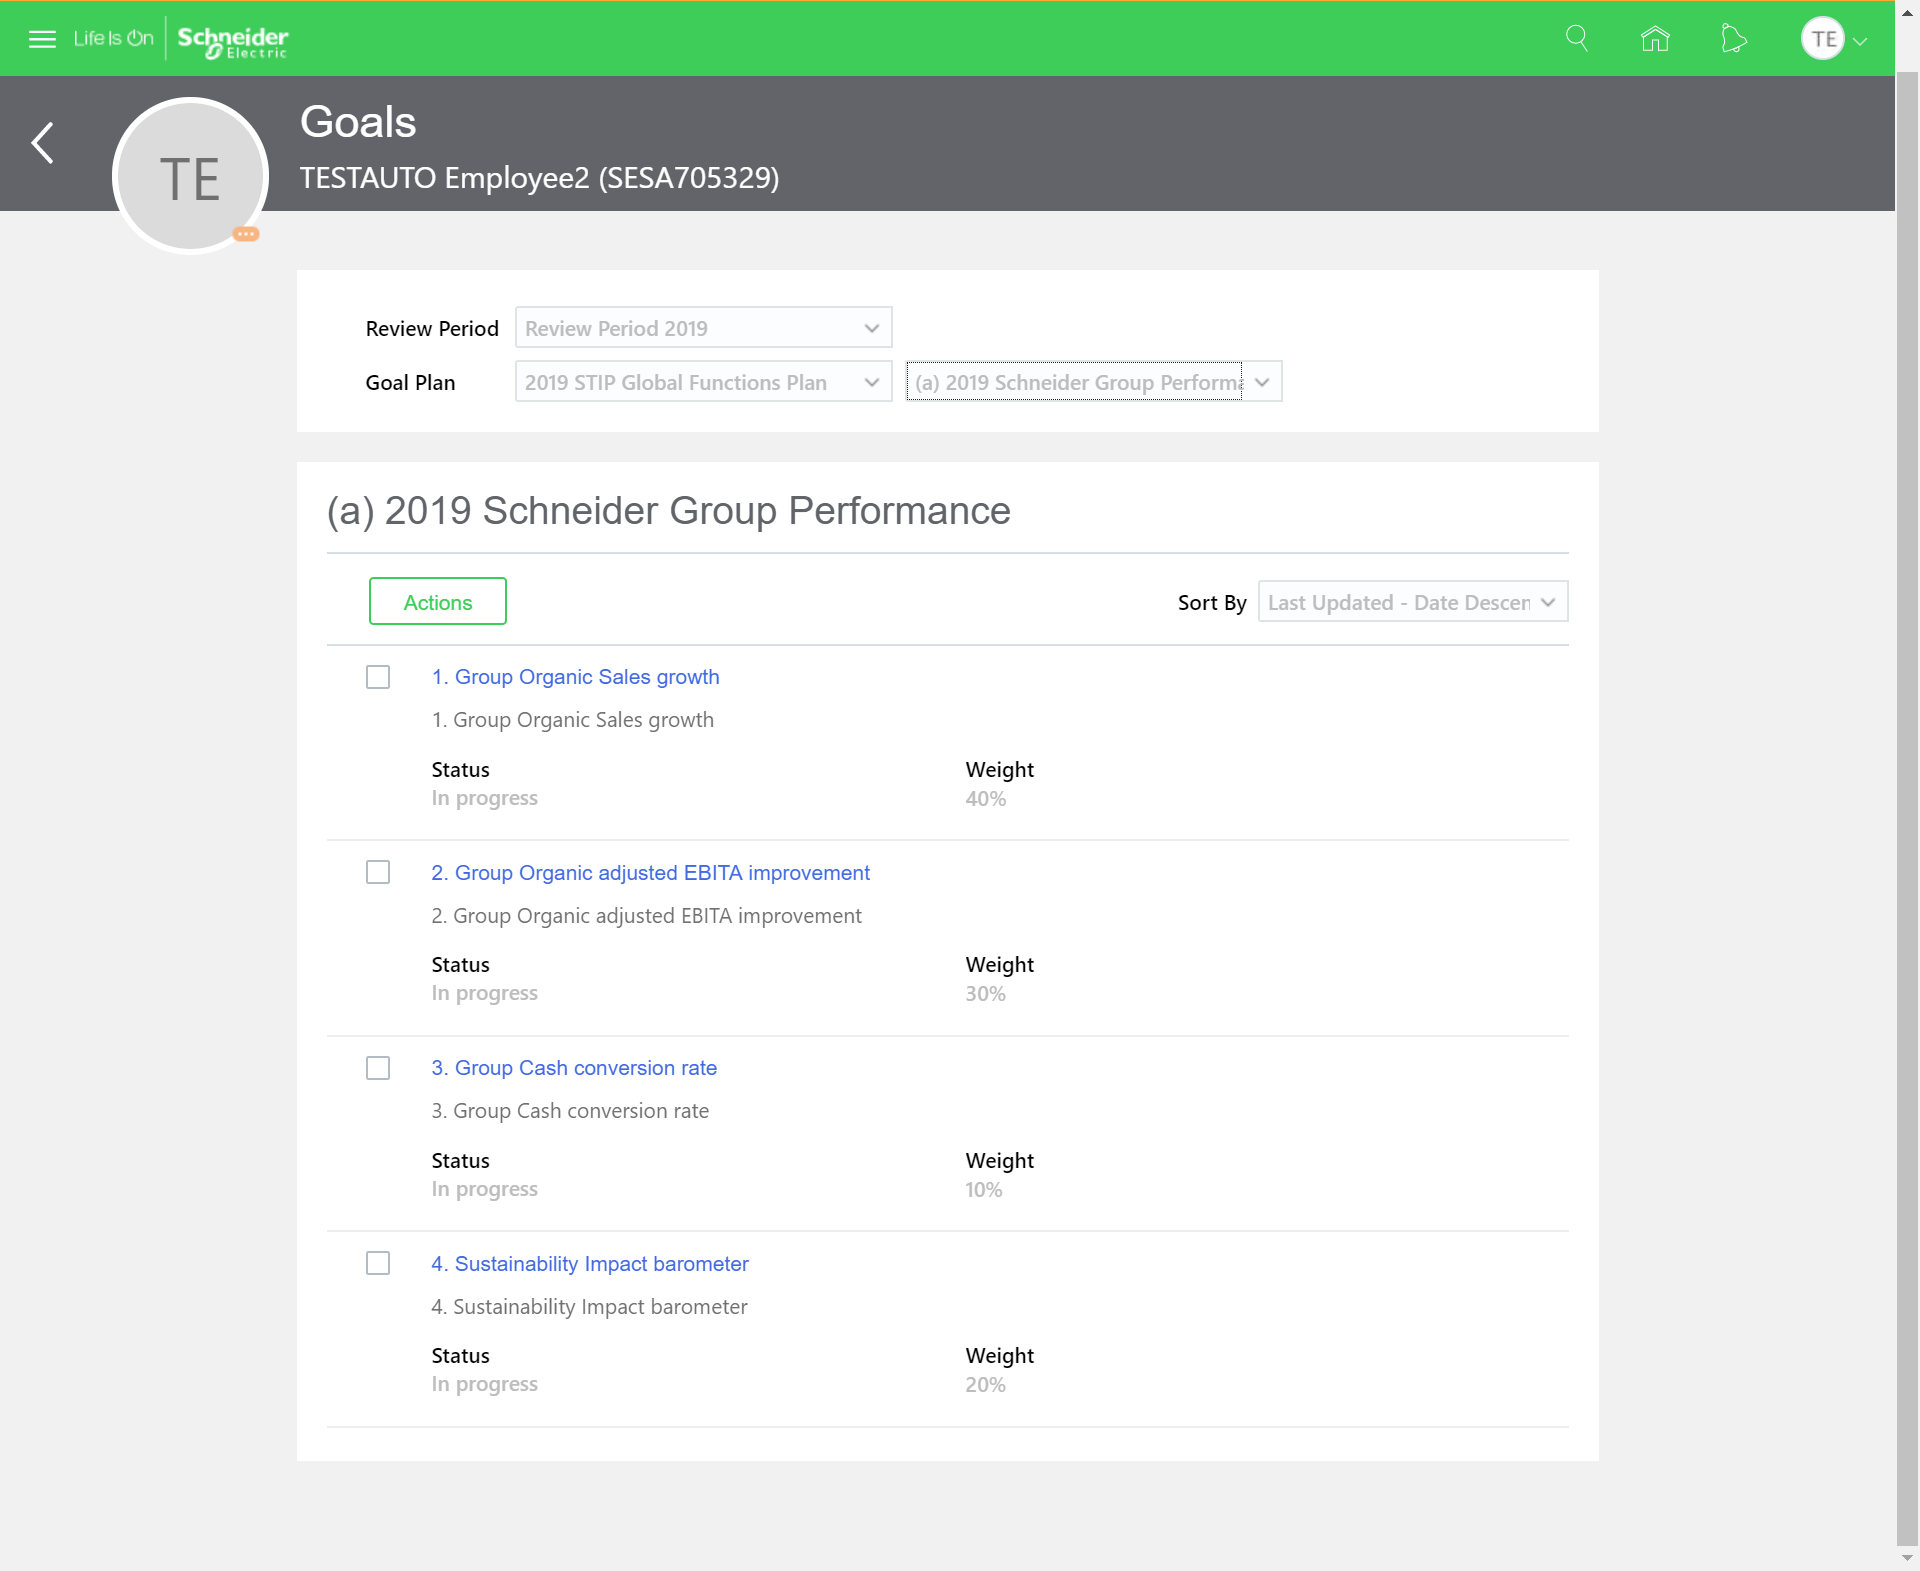 Life Is On
Schneider
Electric
TE
TE
Goals
TESTAUTO Employee2 (SESA705329)
Review Period
Review Period 2019
Goal Plan
2019 STIP Global Functions Plan
(a) 2019 Schneider Group Performa
(a) 2019 Schneider Group Performance
Actions
Sort By
Last Updated - Date Descen
1. Group Organic Sales growth
1. Group Organic Sales growth
Status
Weight
In progress
40%
2. Group Organic adjusted EBITA improvement
2. Group Organic adjusted EBITA improvement
Status
Weight
In progress
30%
3. Group Cash conversion rate
3. Group Cash conversion rate
Status
Weight
In progress
10%
4. Sustainability Impact barometer
4. Sustainability Impact barometer
Status
Weight
In progress
20%